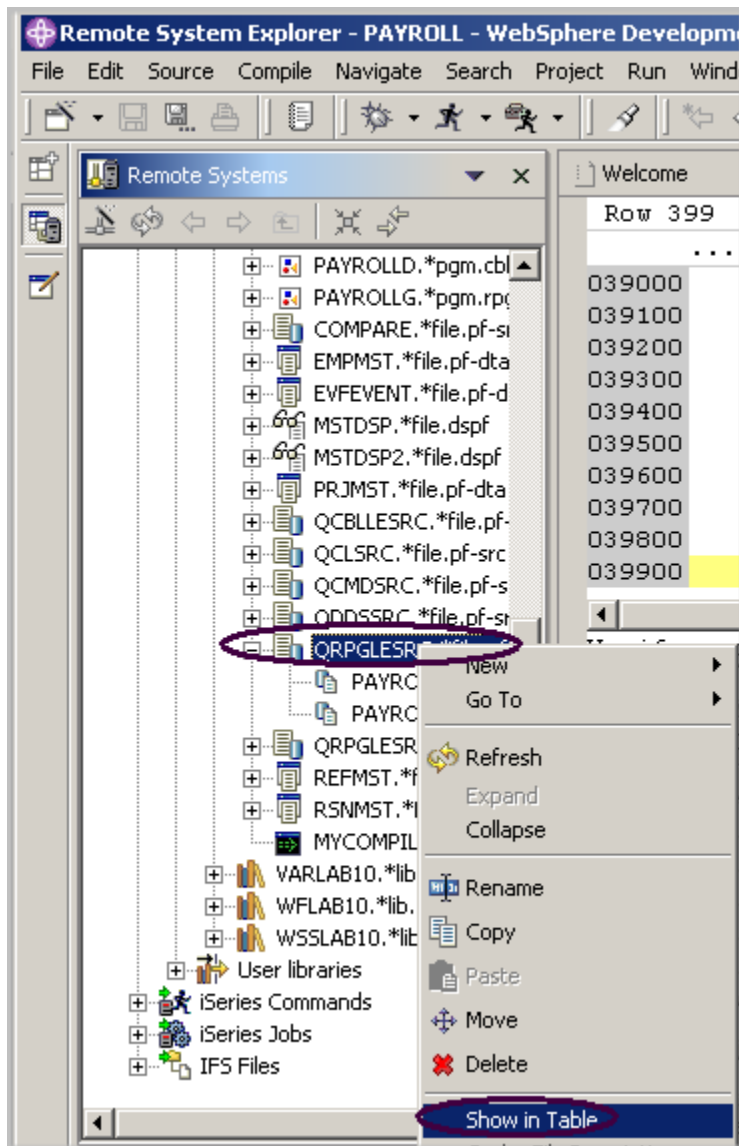 Remote System Explorer - PAYROLL - WebSphere Developme
File Edit Source Compile Navigate Search Project Run Wind
Remote Systems
Welcome
Row 399
...
PAYROLLD.*pgm.cbl
PAYROLLG.*pgm.rpg
COMPARE.*file.pf-sr
EMPMST.*file.pf-dta
EVFEVENT.*file.pf-d
MSTDSP.*file.dspf
MSTDSP2.*file.dspf
PRJMST.*file.pf-dta
QCBLLESRC.*file.pf-
QCLSRC.*file.pf-src
QCMDSRC.*file.pf-s
QDDSSRC.*file.pf-sr
QRPGLESR
PAYRO
PAYRO
QRPGLESR
REFMST.*f
RSNMST.*
MYCOMPIL
VARLAB10.*lib
WFLAB10.*lib.
WSSLAB10.*lib
User libraries
iSeries Commands
iSeries Jobs
IFS Files
039000
039100
039200
039300
039400
039500
039600
039700
039800
039900
New
Go To
Refresh
Expand
Collapse
Rename
Copy
Paste
Move
Delete
Show in Table